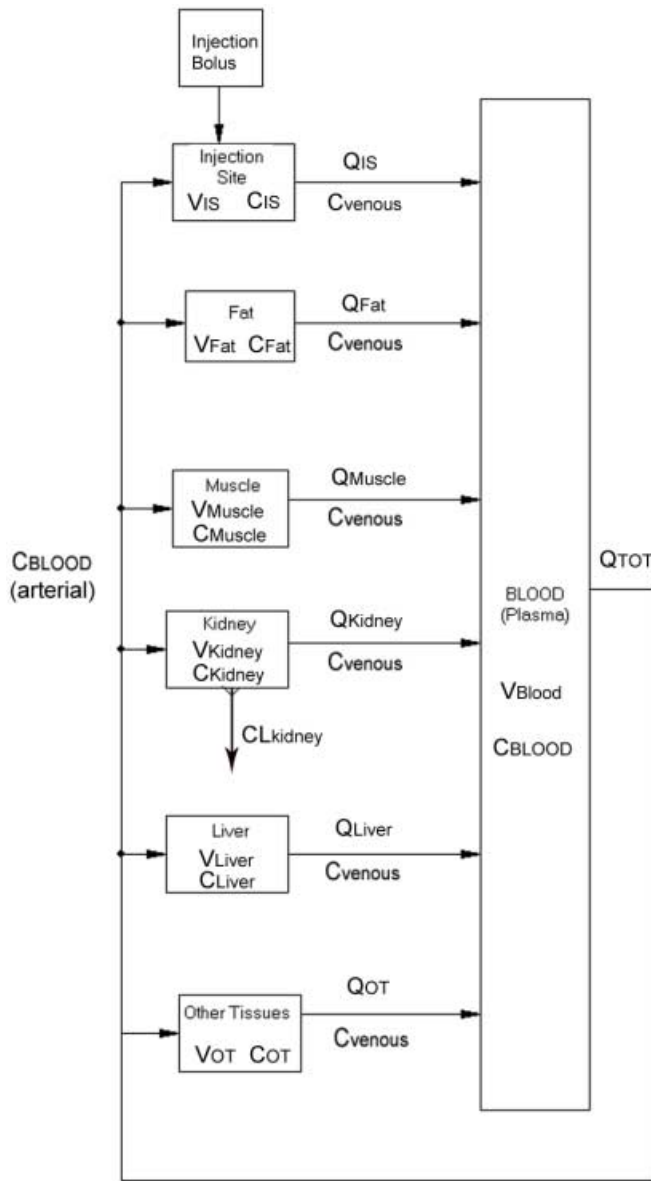 Injection
Bolus
Injection
Site
VIS CIS
QIS
Cvenous
Fat
VFat CFat
QFat
Cvenous
Muscle
VMuscle
CMuscle
QMuscle
Cvenous
CBLOOD
(arterial)
Kidney
VKidney
CKidney
QKidney
Cvenous
CLkidney
Liver
VLiver
CLiver
QLiver
Cvenous
Other Tissues
VOT COT
QOT
Cvenous
BLOOD
(Plasma)
VBlood
CBLOOD
QTOT